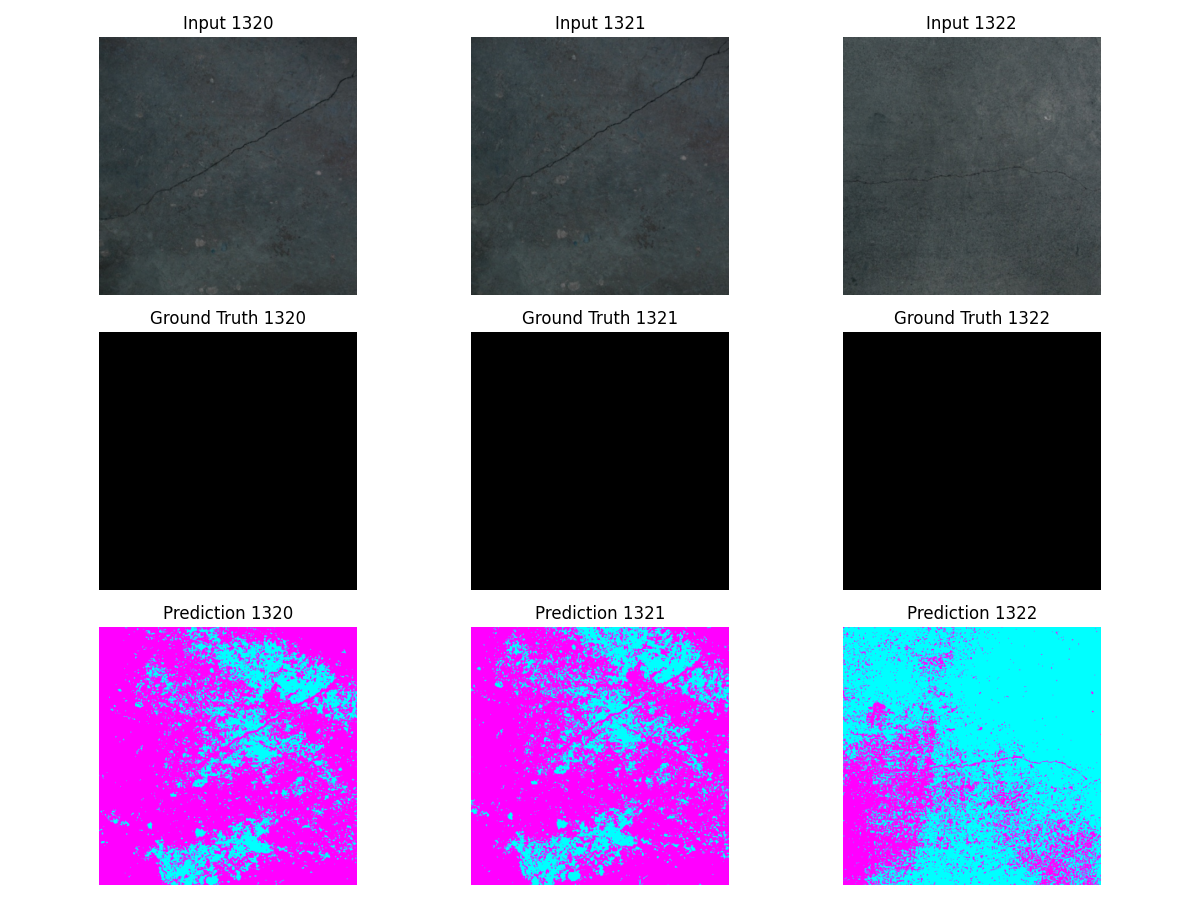 Input 1320
Input 1321
Input 1322
Ground Truth 1320
Ground Truth 1321
Ground Truth 1322
Prediction 1320
Prediction 1321
Prediction 1322